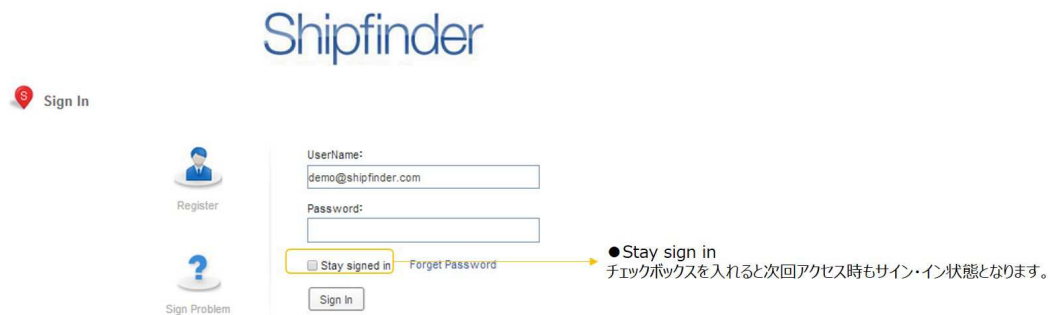 Shipfinder
S
Sign In
UserName:
demo@shipfinder.com
Register
Password:
Stay signed in Forget Password
●Stay sign in
チェックボックスを入れると次回アクセス時もサイン・イン状態となります。
?
Sign Problem
Sign In